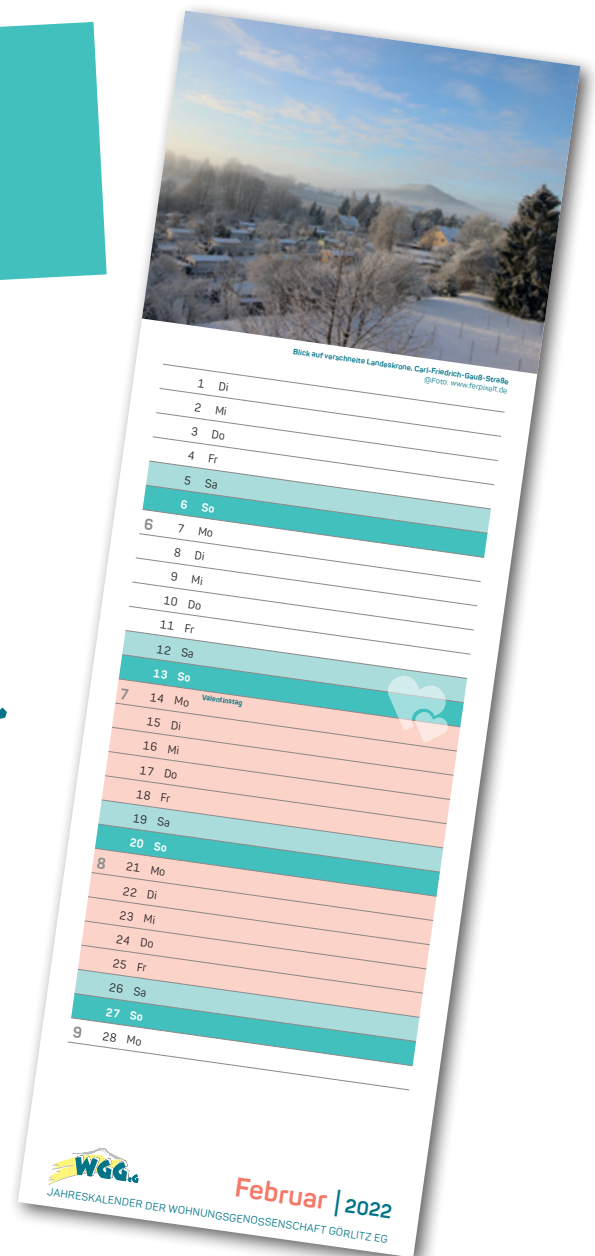 Blick auf verschneite Landeskrone, Carl-Friedrich-Gauß-Straße
@Foto: www.ferpixelt.de
1 Di
2 Mi
3 Do
4 Fr
5 Sa
6 So
6 7 Mo
8 Di
9 Mi
10 Do
11 Fr
12 Sa
13 So
7 14 Mo Valentinstag
15 Di
16 Mi
17 Do
18 Fr
19 Sa
20 So
8 21 Mo
22 Di
23 Mi
24 Do
25 Fr
26 Sa
27 So
9 28 Mo
WGG eG
Februar | 2022
JAHRESKALENDER DER WOHNUNGSGENOSSENSCHAFT GÖRLITZ EG